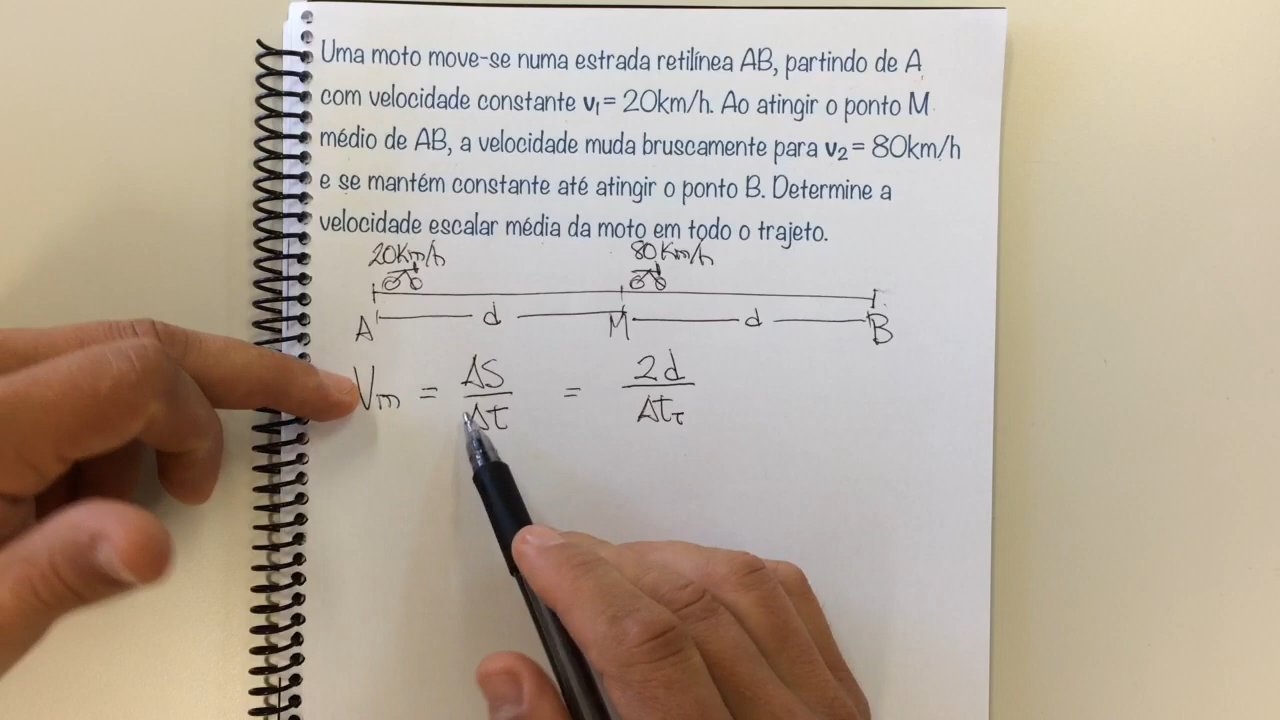 Uma moto move-se numa estrada retilínea AB, partindo de A
com velocidade constante v₁ = 20km/h. Ao atingir o ponto M
médio de AB, a velocidade muda bruscamente para v₂ = 80km/h
e se mantém constante até atingir o ponto B. Determine a
velocidade escalar média da moto em todo o trajeto.
20Km/h 80Km/h
A d M d B
Vm = ΔS/Δt = 2d/Δtт